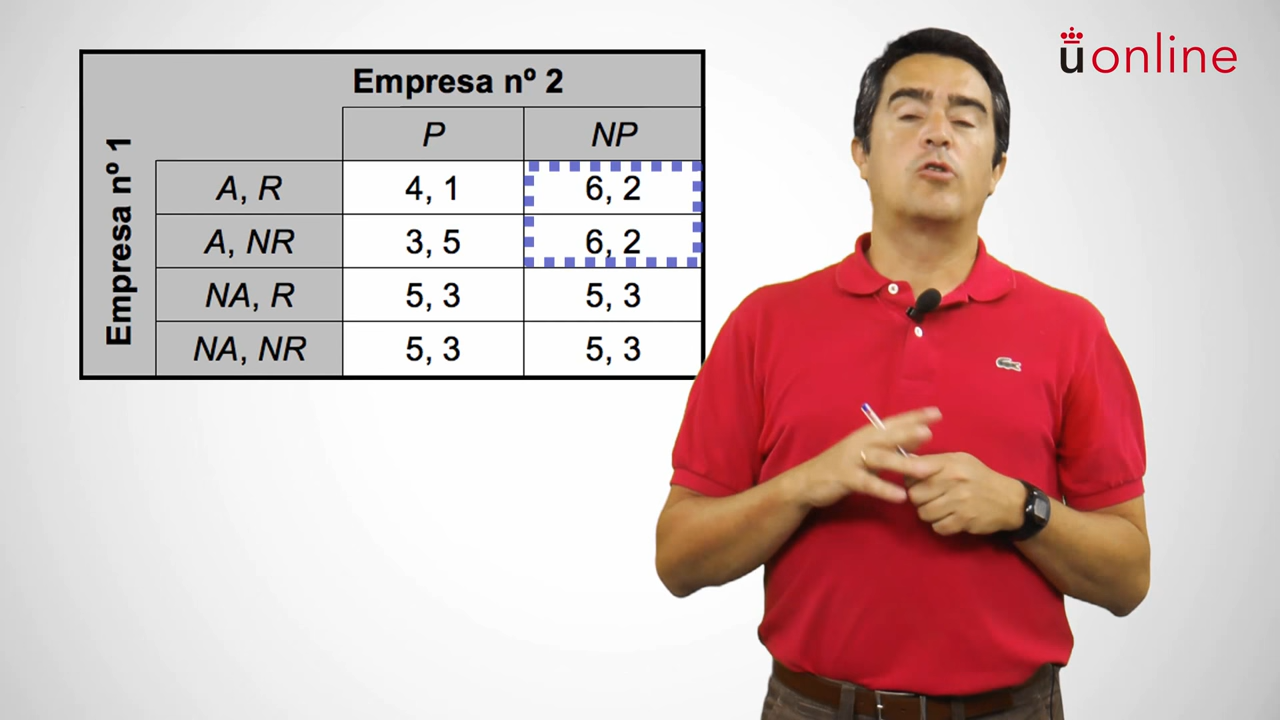 Empresa nº 2
Empresa nº 1
P NP
A, R 4, 1 6, 2
A, NR 3, 5 6, 2
NA, R 5, 3 5, 3
NA, NR 5, 3 5, 3
ūonline